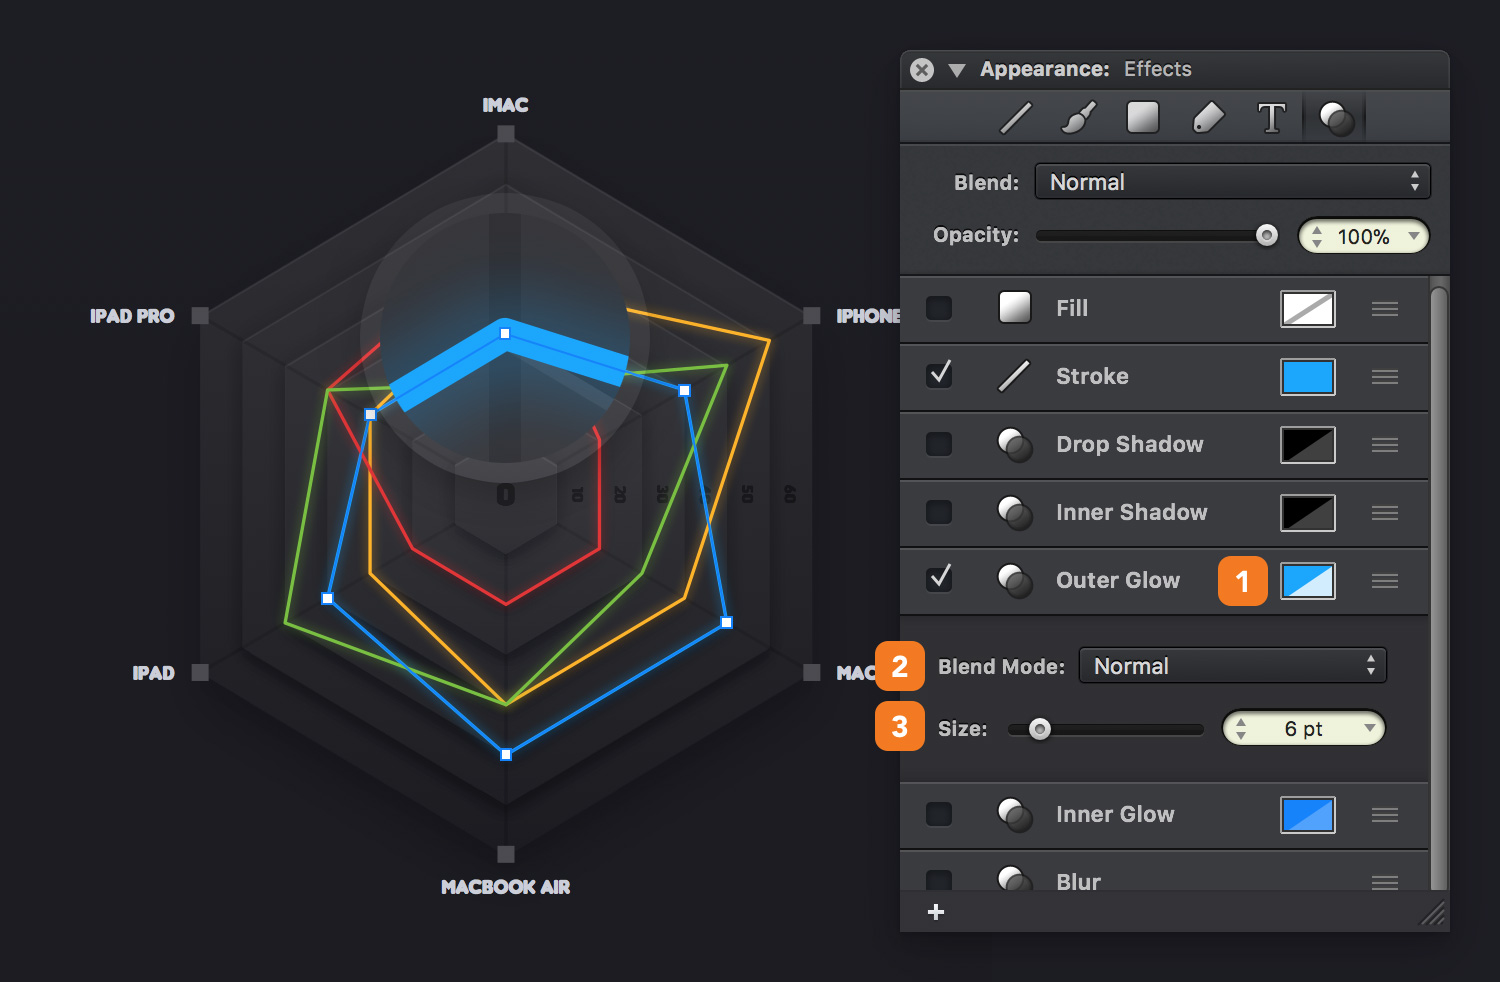 IMAC
IPAD PRO
IPHONE
0
10
20
30
50
60
IPAD
MAC
MACBOOK AIR
Appearance: Effects
T
Blend: Normal
Opacity: 100%
Fill
Stroke
Drop Shadow
Inner Shadow
Outer Glow 1
2 Blend Mode: Normal
3 Size: 6 pt
Inner Glow
Blur
+